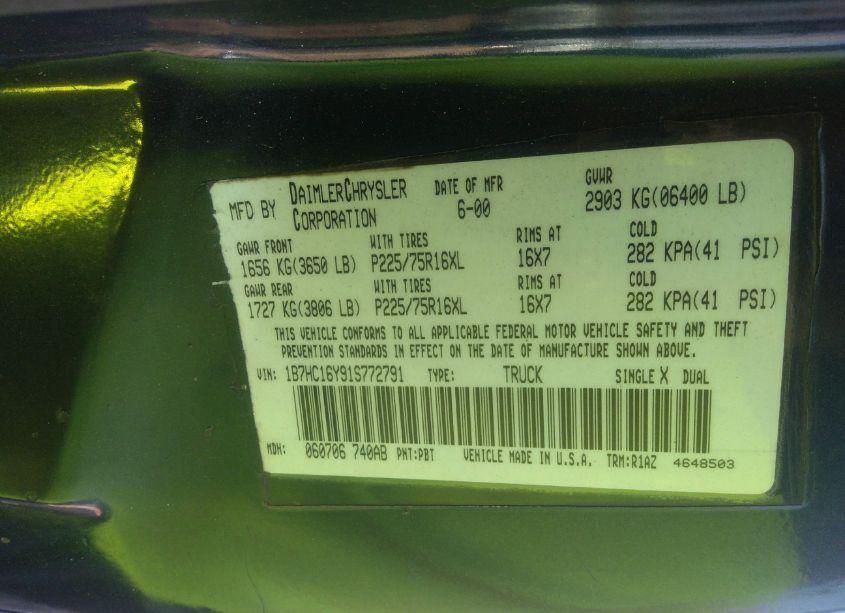 MFD BY DAIMLERCHRYSLER CORPORATION DATE OF MFR 6-00 GVWR 2903 KG(06400 LB)
GAWR FRONT WITH TIRES RIMS AT COLD
1656 KG(3650 LB) P225/75R16XL 16X7 282 KPA(41 PSI)
GAWR REAR WITH TIRES RIMS AT COLD
1727 KG(3806 LB) P225/75R16XL 16X7 282 KPA(41 PSI)
THIS VEHICLE CONFORMS TO ALL APPLICABLE FEDERAL MOTOR VEHICLE SAFETY AND THEFT
PREVENTION STANDARDS IN EFFECT ON THE DATE OF MANUFACTURE SHOWN ABOVE.
VIN: 1B7HC16Y91S772791 TYPE: TRUCK SINGLE X DUAL
MDH: 060706 740AB PNT:PBT VEHICLE MADE IN U.S.A. TRM:R1AZ 4648503